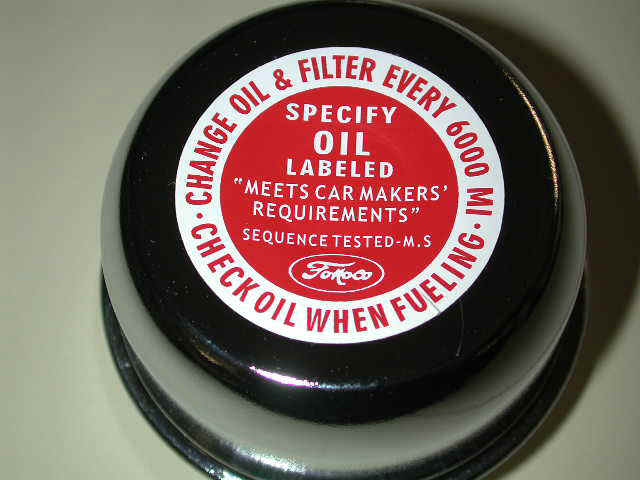 CHANGE OIL & FILTER EVERY 6000 MI.
SPECIFY
OIL
LABELED
"MEETS CAR MAKERS'
REQUIREMENTS"
SEQUENCE TESTED-M.S
FoMoCo
CHECK OIL WHEN FUELING